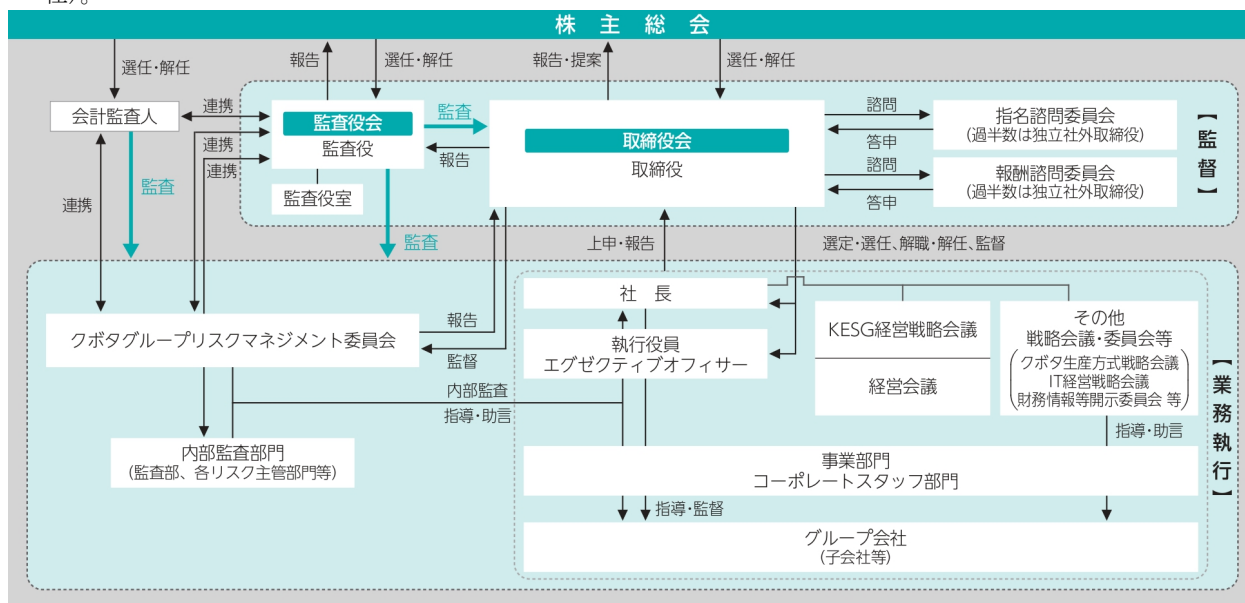 株主総会
選任・解任
報告
選任・解任
報告・提案
選任・解任
会計監査人
連携
連携
連携
監査役会
監査役
監査役室
監査
報告
取締役会
取締役
諮問
答申
指名諮問委員会
(過半数は独立社外取締役)
諮問
答申
報酬諮問委員会
(過半数は独立社外取締役)
【監督】
連携
監査
監査
上申・報告
選定・選任、解職・解任、監督
クボタグループリスクマネジメント委員会
報告
監督
社 長
執行役員
エグゼクティブオフィサー
KESG経営戦略会議
経営会議
その他
戦略会議・委員会等
(クボタ生産方式戦略会議
IT経営戦略会議
財務情報等開示委員会 等)
【業務執行】
内部監査
指導・助言
指導・助言
内部監査部門
(監査部、各リスク主管部門等)
事業部門
コーポレートスタッフ部門
指導・監督
グループ会社
(子会社等)